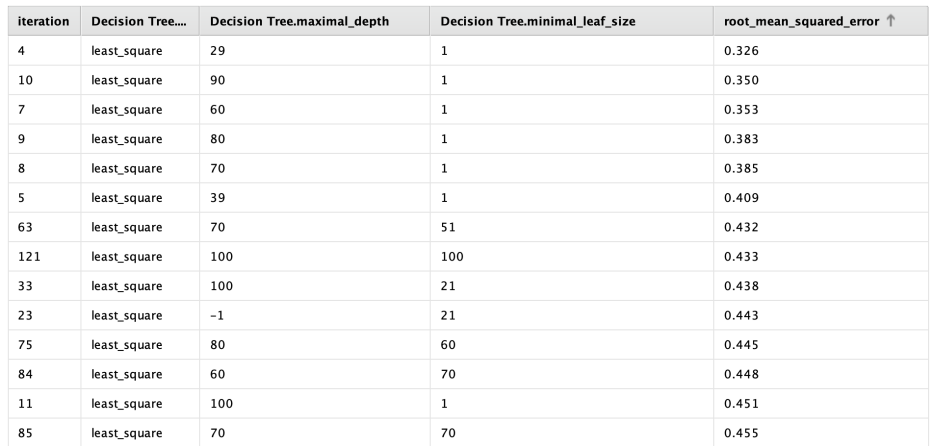 iteration Decision Tree.... Decision Tree.maximal_depth Decision Tree.minimal_leaf_size root_mean_squared_error ↑
4 least_square 29 1 0.326
10 least_square 90 1 0.350
7 least_square 60 1 0.353
9 least_square 80 1 0.383
8 least_square 70 1 0.385
5 least_square 39 1 0.409
63 least_square 70 51 0.432
121 least_square 100 100 0.433
33 least_square 100 21 0.438
23 least_square -1 21 0.443
75 least_square 80 60 0.445
84 least_square 60 70 0.448
11 least_square 100 1 0.451
85 least_square 70 70 0.455